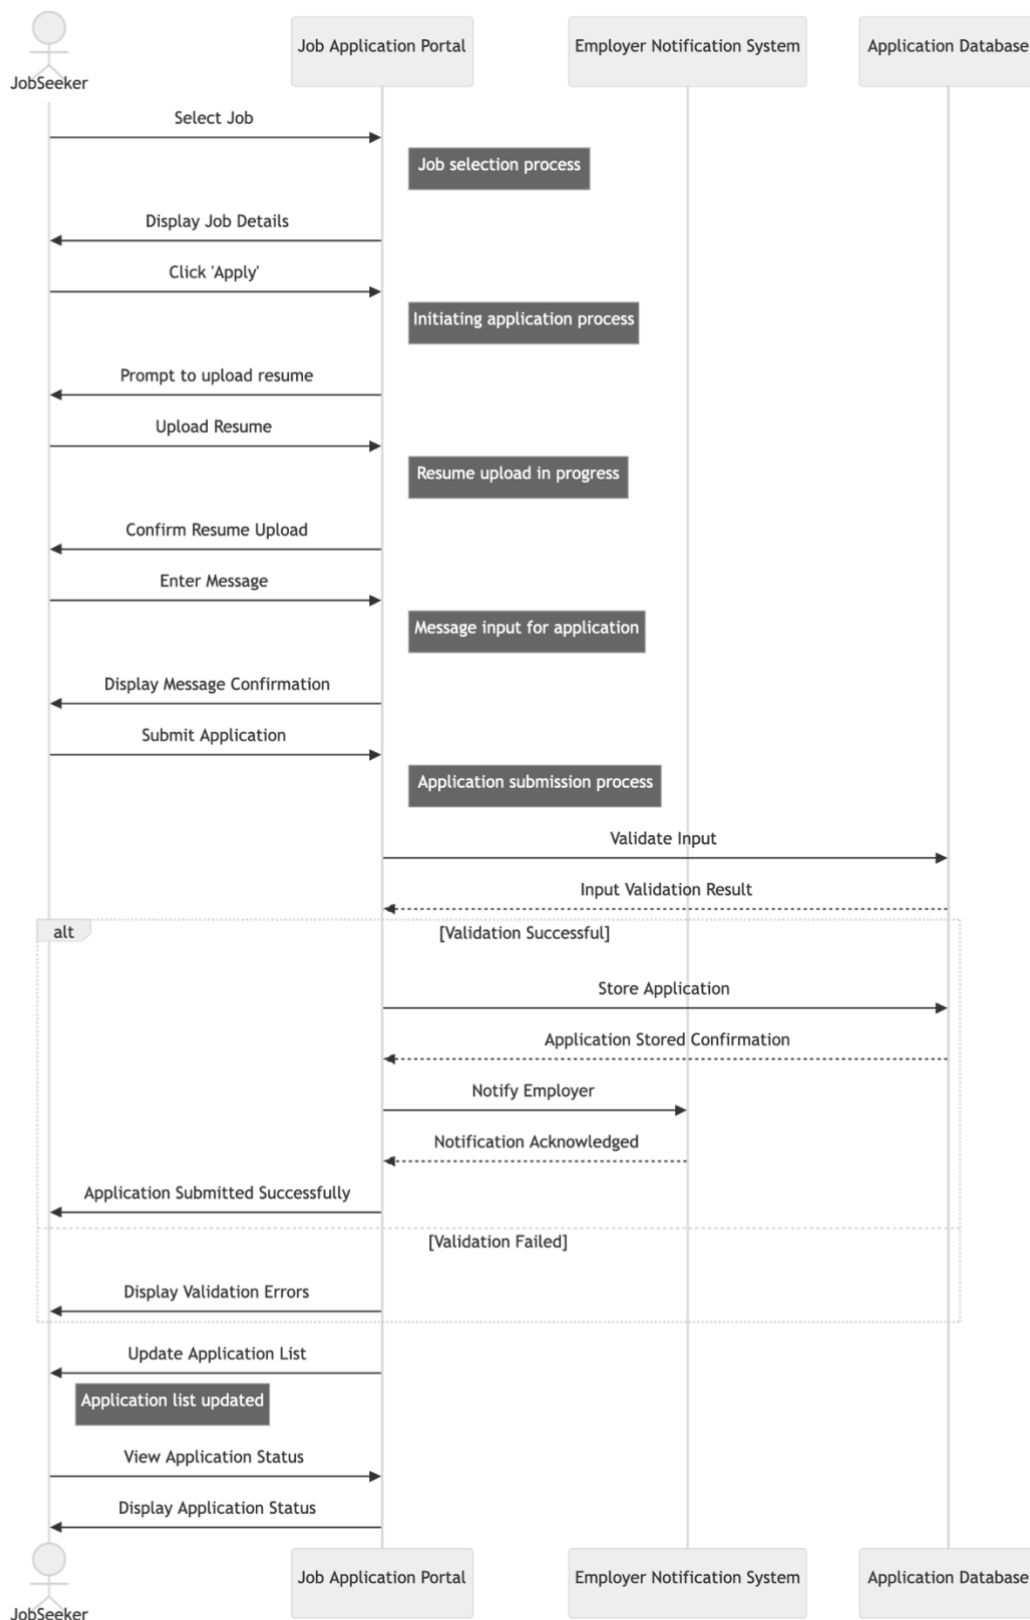 JobSeeker
Job Application Portal
Employer Notification System
Application Database
Select Job
Job selection process
Display Job Details
Click 'Apply'
Initiating application process
Prompt to upload resume
Upload Resume
Resume upload in progress
Confirm Resume Upload
Enter Message
Message input for application
Display Message Confirmation
Submit Application
Application submission process
Validate Input
Input Validation Result
alt
[Validation Successful]
Store Application
Application Stored Confirmation
Notify Employer
Notification Acknowledged
Application Submitted Successfully
[Validation Failed]
Display Validation Errors
Update Application List
Application list updated
View Application Status
Display Application Status
JobSeeker
Job Application Portal
Employer Notification System
Application Database